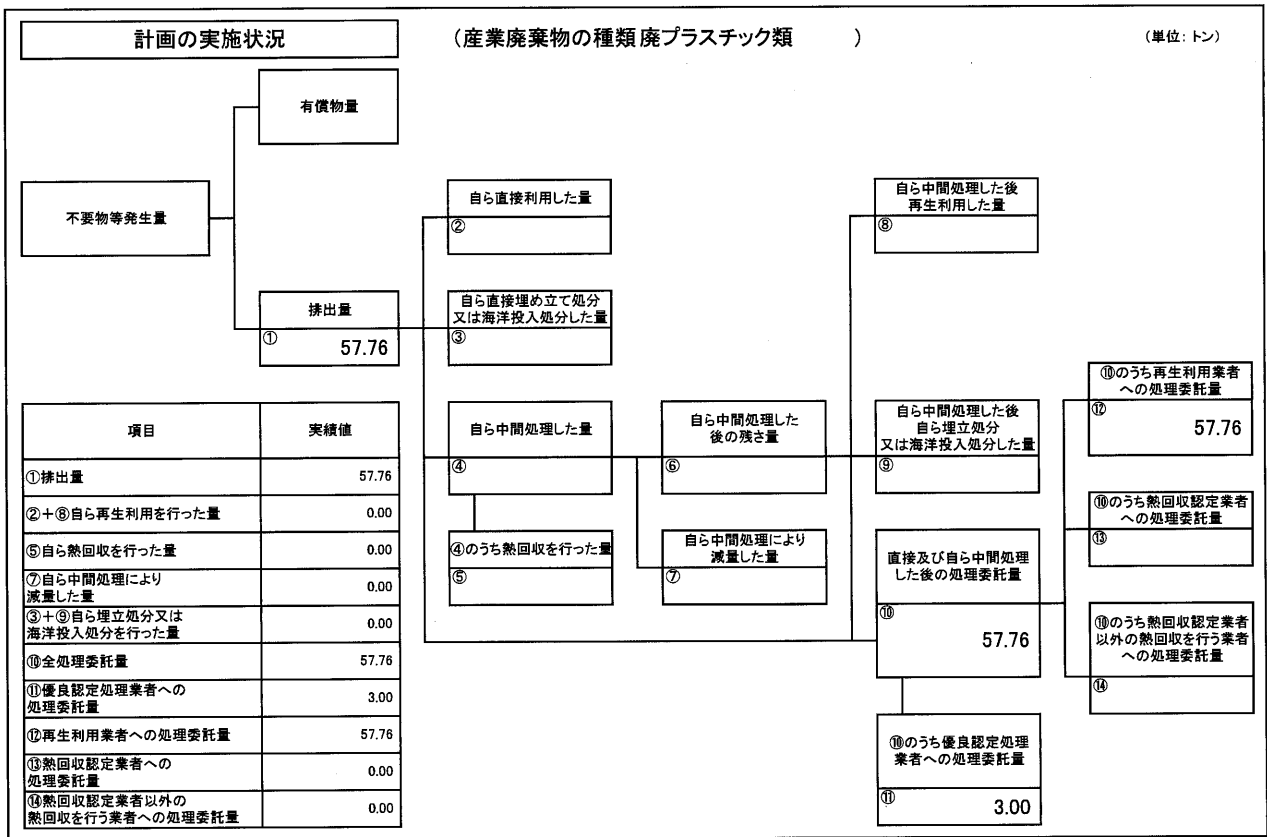 計画の実施状況
(産業廃棄物の種類 廃プラスチック類　　　)
(単位：トン)
有償物量
不要物等発生量
排出量
①
57.76
自ら直接利用した量
②
自ら直接埋め立て処分
又は海洋投入処分した量
③
自ら中間処理した量
④
④のうち熱回収を行った量
⑤
自ら中間処理した
後の残さ量
⑥
自ら中間処理により
減量した量
⑦
自ら中間処理した後
再生利用した量
⑧
自ら中間処理した後
自ら埋立処分
又は海洋投入処分した量
⑨
直接及び自ら中間処理
した後の処理委託量
⑩
57.76
⑩のうち優良認定処理
業者への処理委託量
⑪
3.00
⑩のうち再生利用業者
への処理委託量
⑫
57.76
⑩のうち熱回収認定業者
への処理委託量
⑬
⑩のうち熱回収認定業者
以外の熱回収を行う業者
への処理委託量
⑭
項目 実績値
①排出量 57.76
②＋⑧自ら再生利用を行った量 0.00
⑤自ら熱回収を行った量 0.00
⑦自ら中間処理により
減量した量 0.00
③＋⑨自ら埋立処分又は
海洋投入処分を行った量 0.00
⑩全処理委託量 57.76
⑪優良認定処理業者への
処理委託量 3.00
⑫再生利用業者への処理委託量 57.76
⑬熱回収認定業者への
処理委託量 0.00
⑭熱回収認定業者以外の
熱回収を行う業者への処理委託量 0.00